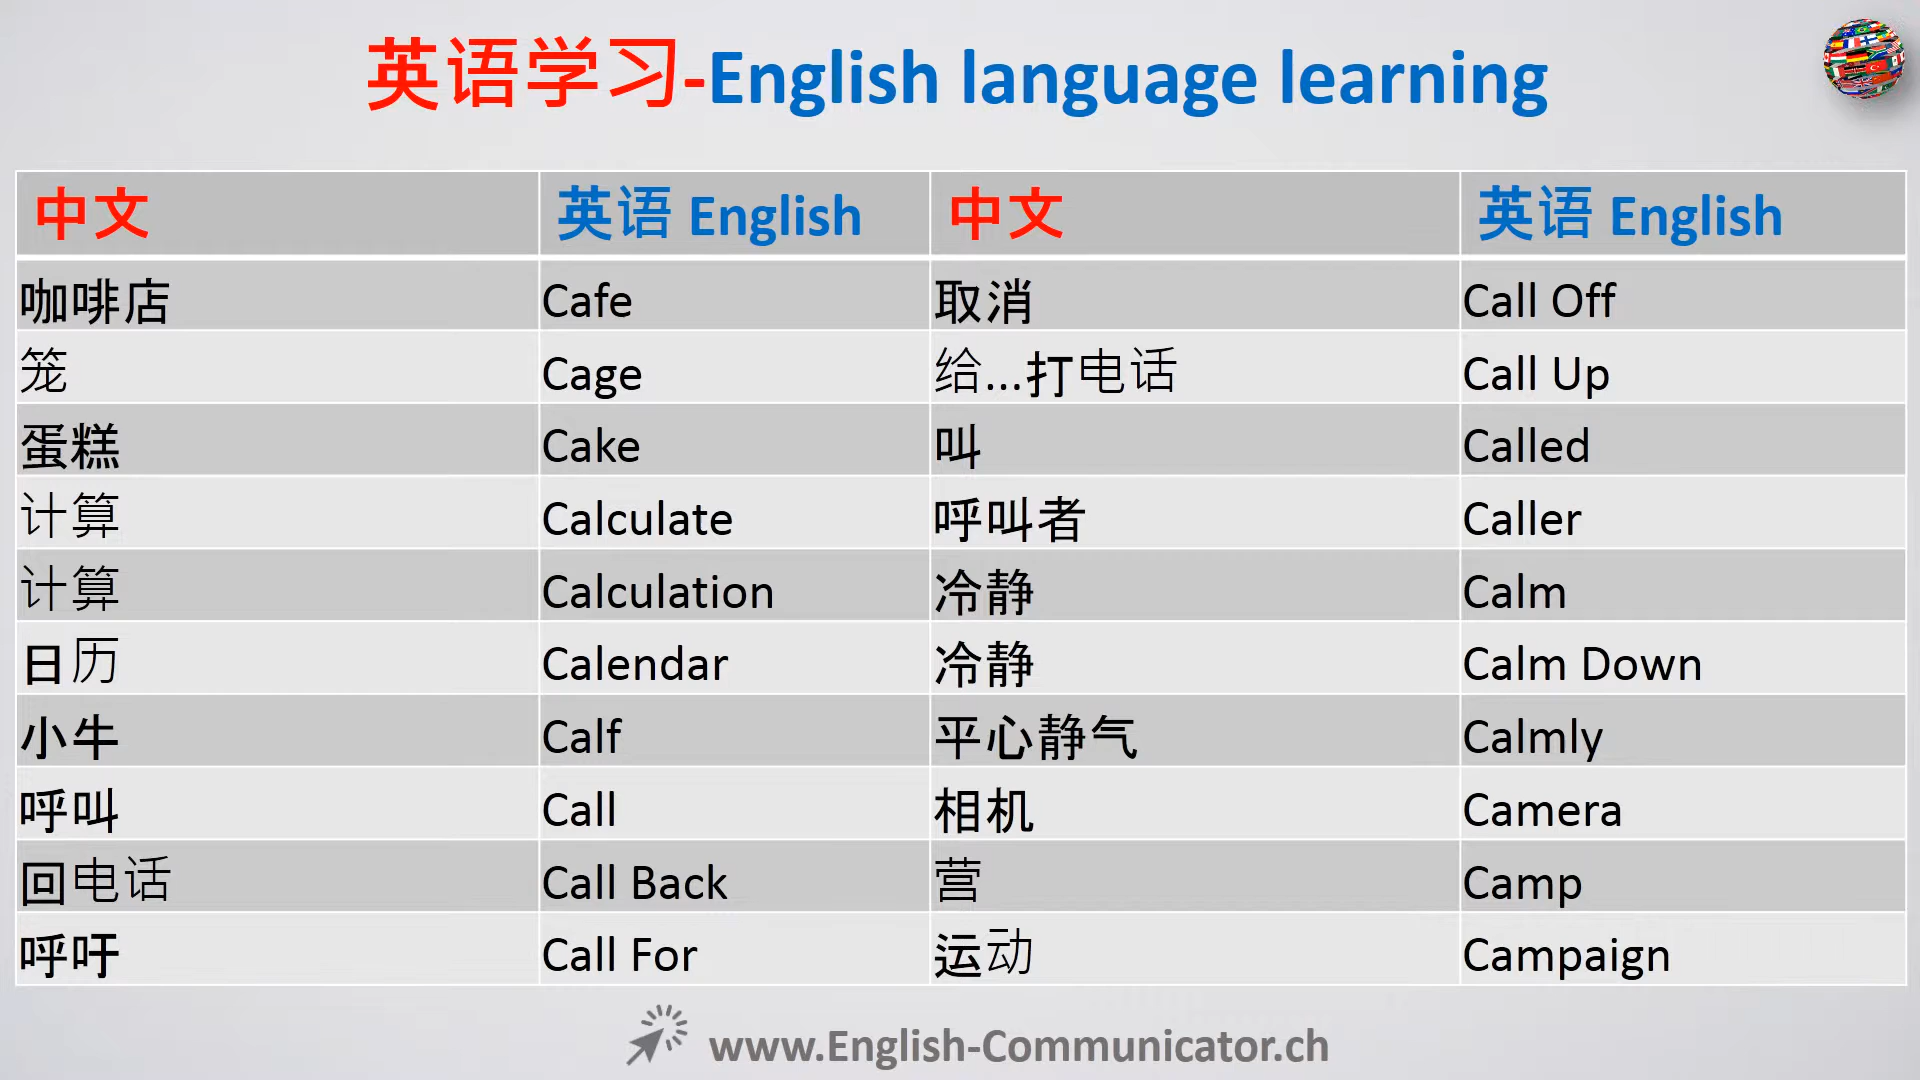 英语学习-English language learning
中文 英语 English 中文 英语 English
咖啡店 Cafe 取消 Call Off
笼 Cage 给...打电话 Call Up
蛋糕 Cake 叫 Called
计算 Calculate 呼叫者 Caller
计算 Calculation 冷静 Calm
日历 Calendar 冷静 Calm Down
小牛 Calf 平心静气 Calmly
呼叫 Call 相机 Camera
回电话 Call Back 营 Camp
呼吁 Call For 运动 Campaign
www.English-Communicator.ch